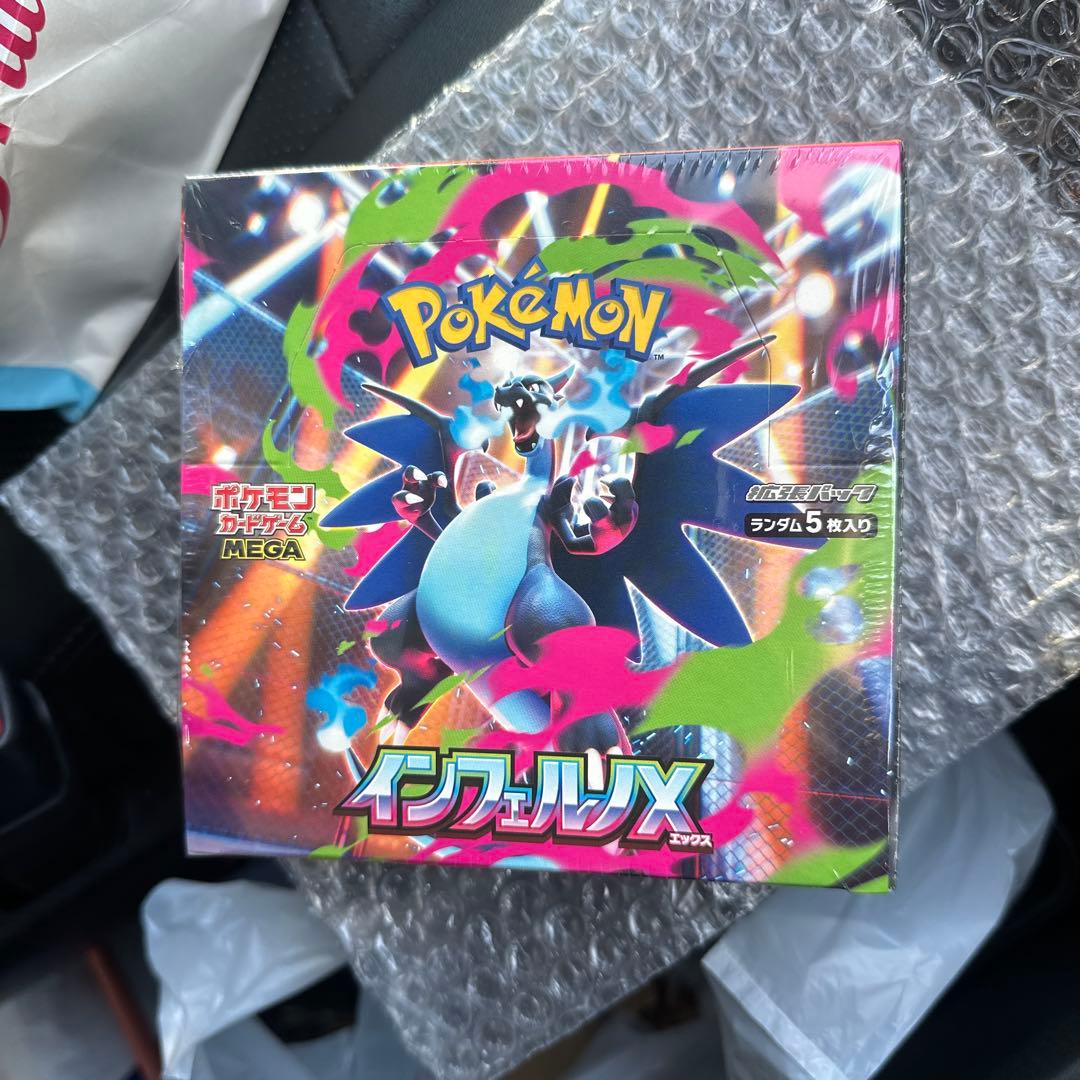 POKéMON
TM
ポケモン
カードゲーム
MEGA
拡張パック
ランダム5枚入り
インフェルノX
エックス